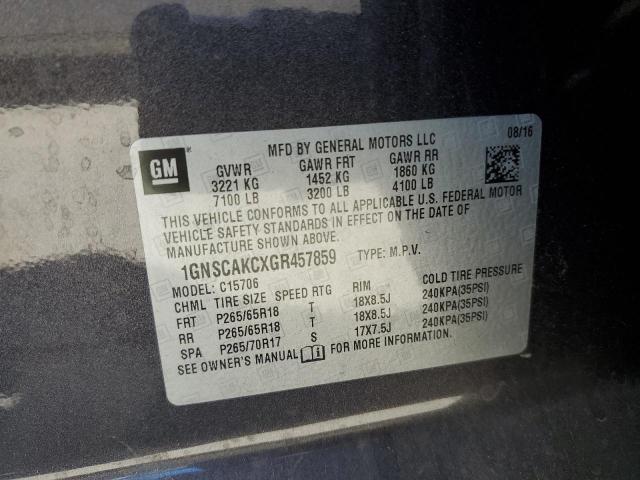 MFD BY GENERAL MOTORS LLC 08/16
GM GVWR GAWR FRT GAWR RR
3221 KG 1452 KG 1860 KG
7100 LB 3200 LB 4100 LB
THIS VEHICLE CONFORMS TO ALL APPLICABLE U.S. FEDERAL MOTOR
VEHICLE SAFETY STANDARDS IN EFFECT ON THE DATE OF
MANUFACTURE SHOWN ABOVE.
1GNSCAKCXGR457859 TYPE: M.P.V.
MODEL: C15706
CHML TIRE SIZE SPEED RTG RIM COLD TIRE PRESSURE
FRT P265/65R18 T 18X8.5J 240KPA(35PSI)
RR P265/65R18 T 18X8.5J 240KPA(35PSI)
SPA P265/70R17 S 17X7.5J 240KPA(35PSI)
SEE OWNER'S MANUAL FOR MORE INFORMATION.